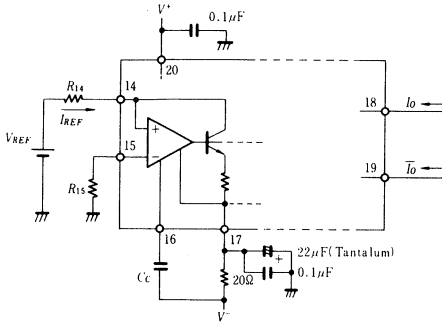 V+
0.1μF
20
R14
14
18
Io
IREF
VREF
15
19
Io
R15
16
17
22μF(Tantalum)
Cc
20Ω
0.1μF
V−
+
−
+